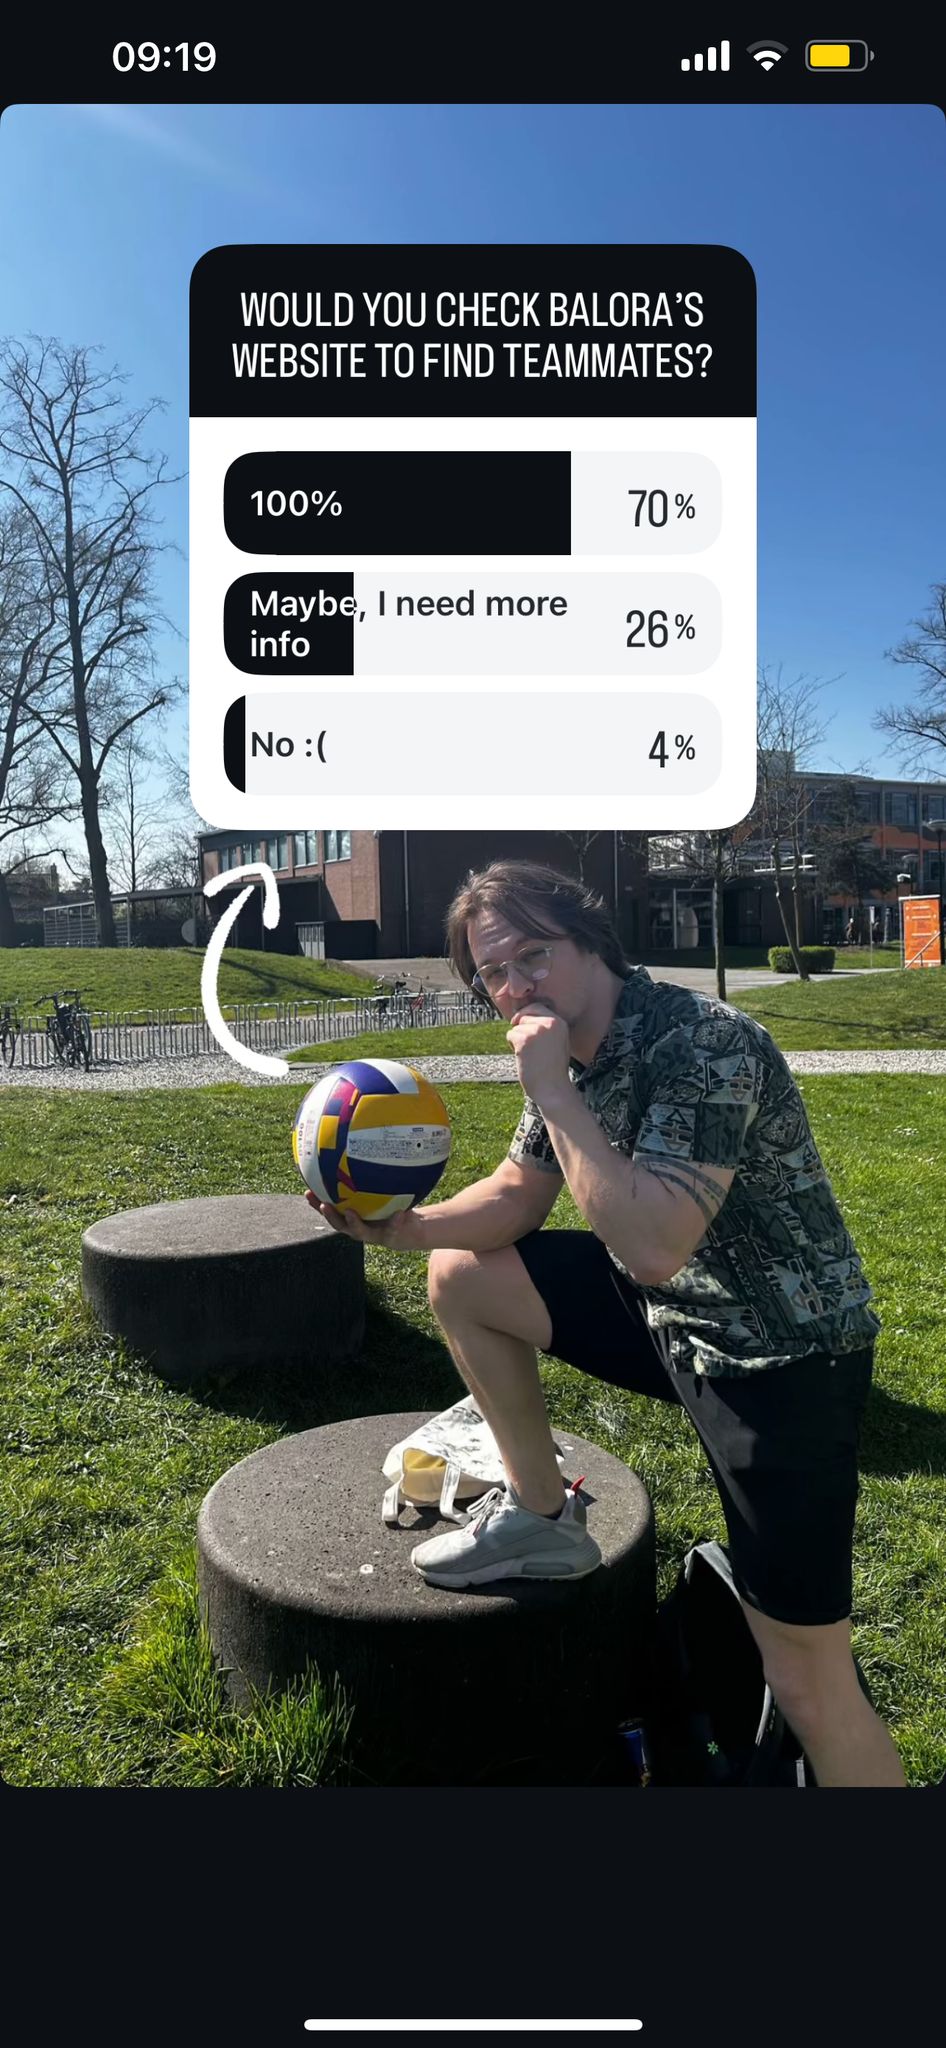 09:19
WOULD YOU CHECK BALORA'S
WEBSITE TO FIND TEAMMATES?
100% 70%
Maybe, I need more
info 26%
No :( 4%